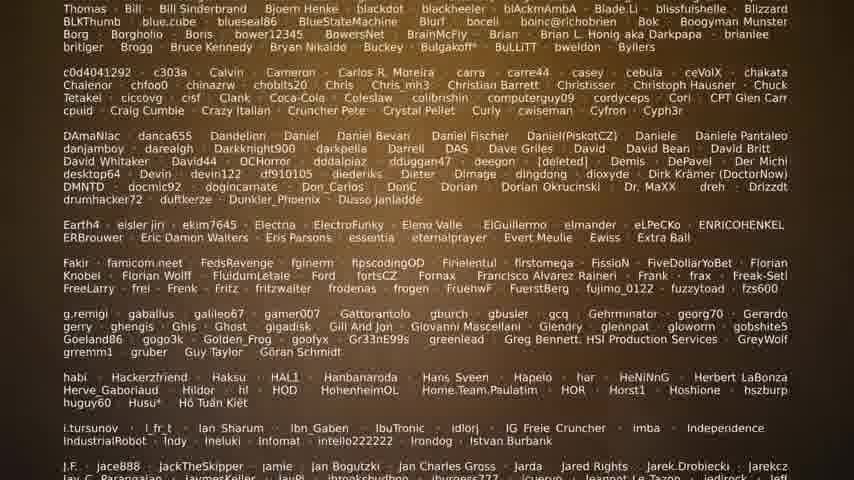 Thomas · Bill · Bill Sinderbrand · Bjoern Henke · blackdot · blackheeler · blAckmAmbA · Blade.Li · blissfulshelle · Blizzard
BLKThumb · blue.cube · blueseal86 · BlueStateMachine · Blurf · boceli · boinc@richobrien · Bok · Boogyman Munster
Borg · Borgholio · Boris · bower12345 · BowersNet · BrainMcFly · Brian · Brian L. Honig aka Darkpapa · brianlee
britiger · Brogg · Bruce Kennedy · Bryan Nikaido · Buckey · Bulgakoff* · BuLLiTT · bweldon · Byllers
c0d4041292 · c303a · Calvin · Cameron · Carlos R. Moreira · carra · carre44 · casey · cebula · ceVoIX · chakata
Chalenor · chfoo0 · chinazrw · chobits20 · Chris · Chris_mh3 · Christian Barrett · Christisser · Christoph Hausner · Chuck
Tetakei · ciccovg · cisf · Clank · Coca-Cola · Coleslaw · colibrishin · computerguy09 · cordyceps · Cori · CPT Glen Carr
cpuid · Craig Cumbie · Crazy Italian · Cruncher Pete · Crystal Pellet · Curly · cwiseman · Cyfron · Cyph3r
DAmaNIac · danca655 · Dandelion · Daniel · Daniel Bevan · Daniel Fischer · Daniel(PiskotCZ) · Daniele · Daniele Pantaleo
danjamboy · darealgh · Darkknight900 · darkpella · Darrell · DAS · Dave Griles · David · David Bean · David Britt ·
David Whitaker · David44 · OCHorror · dddalpiaz · dduggan47 · deegon · [deleted] · Demis · DePavel · Der Michl
desktop64 · Devin · devin122 · df910105 · diederiks · Dieter · DImage · dingdong · dioxyde · Dirk Krämer (DoctorNow)
DMNTD · docmic92 · dogincarnate · Don_Carlos · DonC · Dorian · Dorian Okrucinski · Dr. MaXX · dreh · Drizzdt
drumhacker72 · duftkerze · Dunkler_Phoenix · Dusso Janladde
Earth4 · eisler jiri · ekim7645 · Electria · ElectroFunky · Eleno Valle · ElGuillermo · elmander · eLPeCKo · ENRICOHENKEL
ERBrouwer · Eric Damon Walters · Eris Parsons · essentia · eternalprayer · Evert Meulie · Ewiss · Extra Ball
Fakir · famicom.neet · FedsRevenge · fginerm · fipscodingOD · Firielentul · firstomega · FissioN · FiveDollarYoBet · Florian
Knobel · Florian Wolff · FluidumLetale · Ford · fortsCZ · Fornax · Francisco Alvarez Raineri · Frank · frax · Freak-Setl
FreeLarry · frei · Frenk · Fritz · fritzwalter · frodenas · frogen · FruehwF · FuerstBerg · fujimo_0122 · fuzzytoad · fzs600
g.remigi · gaballus · galileo67 · gamer007 · Gattorantolo · gburch · gbusler · gcq · Gehrminator · georg70 · Gerardo
gerry · ghengis · Ghis · Ghost · gigadisk · Gill And Jon · Giovanni Mascellani · Glendry · glennpat · gloworm · gobshite5
Goeland86 · gogo3k · Golden_Frog · goofyx · Gr33nE99s · greenlead · Greg Bennett. HSI Production Services · GreyWolf
grremm1 · gruber · Guy Taylor · Göran Schmidt
habi · Hackerzfriend · Haksu · HAL1 · Hanbanaroda · Hans Sveen · Hapelo · har · HeNiNnG · Herbert LaBonza
Herve_Gaboriaud · Hildor · hl · HOD · HohenheimOL · Home.Team.Paulatim · HOR · Horst1 · Hoshione · hszburp
huguy60 · Husu* · Hồ Tuấn Kiệt
i.tursunov · I_fr_t · Ian Sharum · Ibn_Gaben · IbuTronic · idlorj · IG Freie Cruncher · imba · Independence
IndustrialRobot · Indy · Ineluki · Infomat · intello222222 · Irondog · Istvan Burbank
J.F. · Jace888 · JackTheSkipper · Jamie · Jan Bogutzki · Jan Charles Gross · Jarda · Jared Rights · Jarek.Drobiecki · Jarekcz